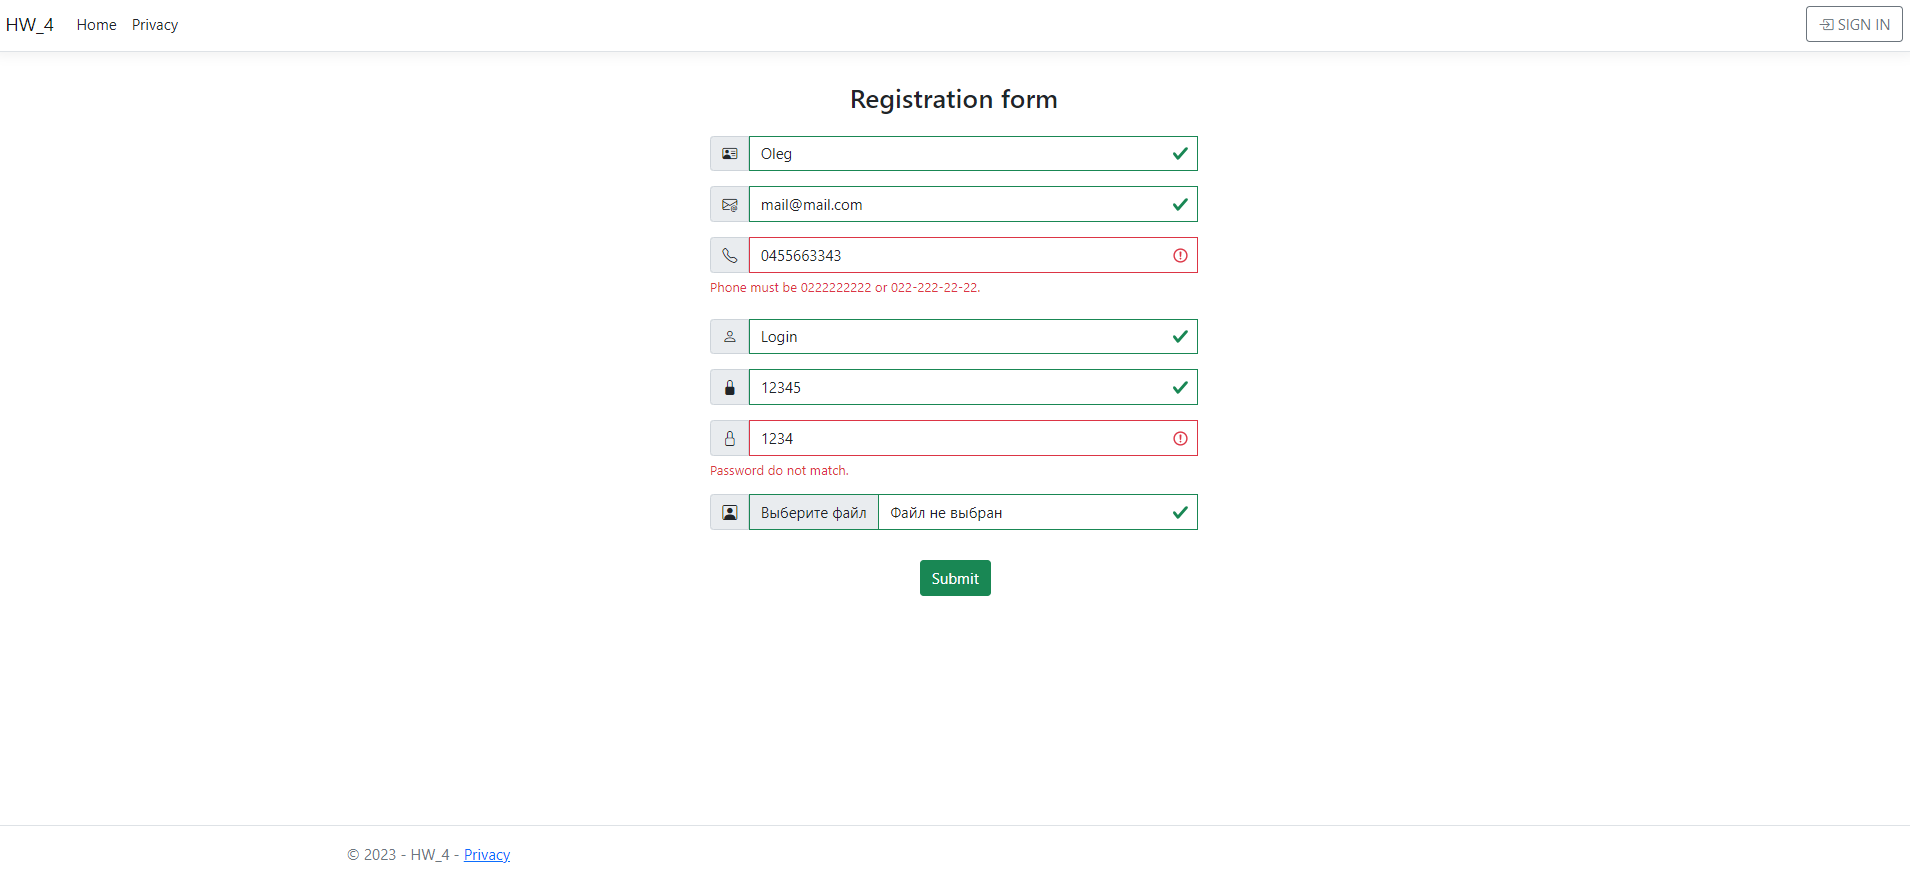 HW_4 Home Privacy SIGN IN
Registration form
Oleg
mail@mail.com
0455663343
Phone must be 0222222222 or 022-222-22-22.
Login
12345
1234
Password do not match.
Выберите файл Файл не выбран
Submit
© 2023 - HW_4 - Privacy